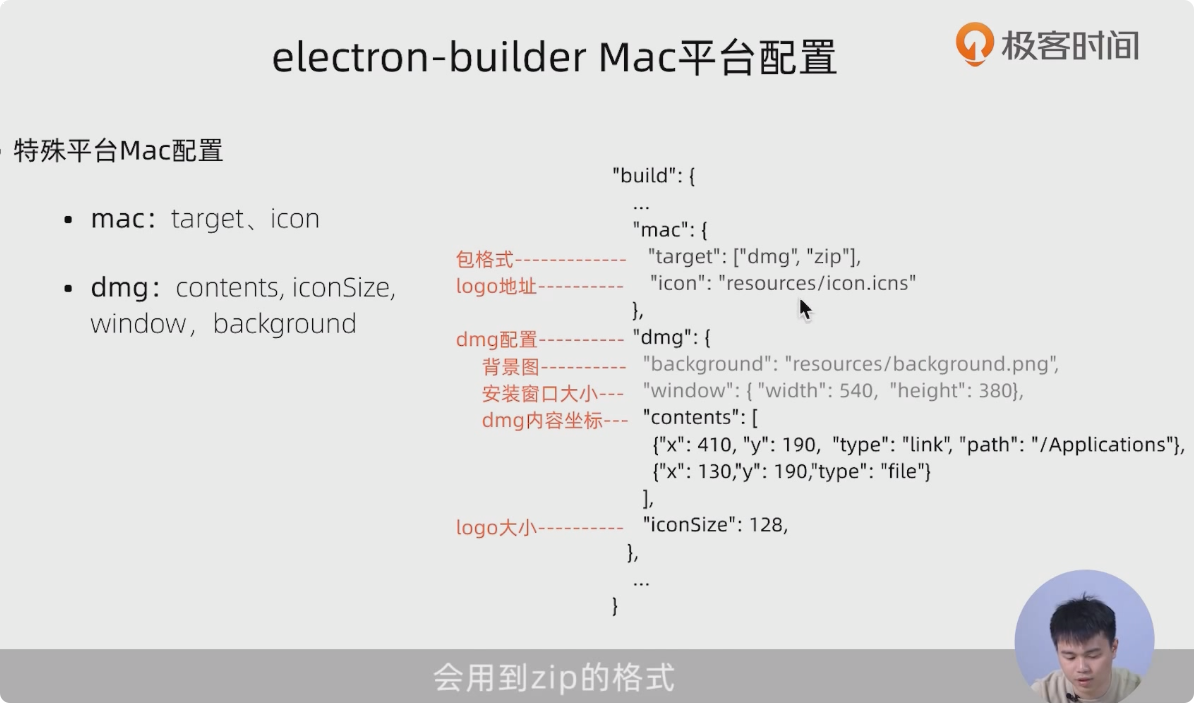 electron-builder Mac平台配置
极客时间
特殊平台Mac配置
• mac：target、icon
• dmg：contents, iconSize,
window，background
"build": {
...
"mac": {
包格式------------- "target": ["dmg", "zip"],
logo地址---------- "icon": "resources/icon.icns"
},
dmg配置---------- "dmg": {
背景图---------- "background": "resources/background.png",
安装窗口大小--- "window": { "width": 540, "height": 380},
dmg内容坐标--- "contents": [
{"x": 410, "y": 190, "type": "link", "path": "/Applications"},
{"x": 130,"y": 190,"type": "file"}
],
logo大小---------- "iconSize": 128,
},
...
}
会用到zip的格式